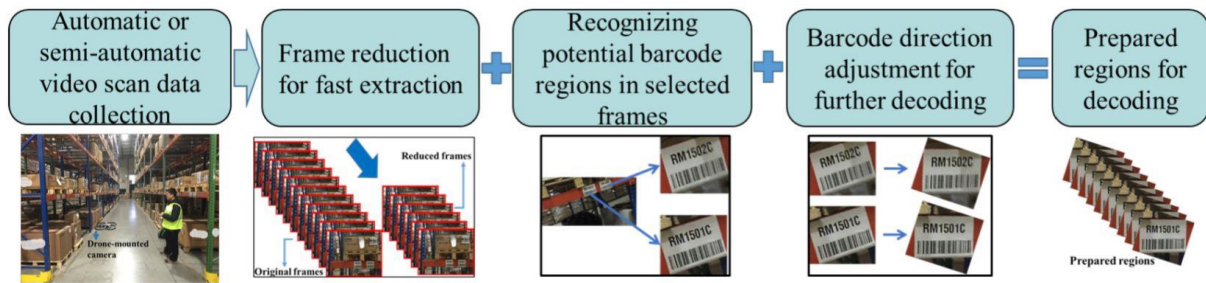 Automatic or
semi-automatic
video scan data
collection
Frame reduction
for fast extraction
Recognizing
potential barcode
regions in selected
frames
Barcode direction
adjustment for
further decoding
Prepared
regions for
decoding
Drone-mounted
camera
Reduced frames
Original frames
RM1502C
RM1501C
RM1502C
RM1502C
RM1501C
RM1501C
RM1501C
Prepared regions